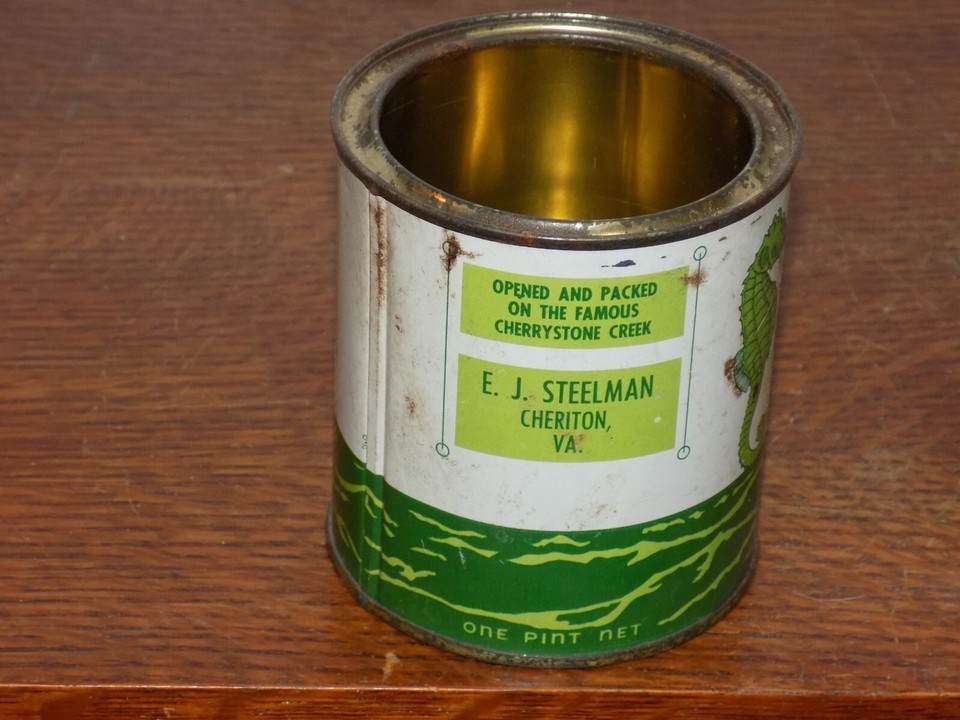 OPENED AND PACKED
ON THE FAMOUS
CHERRYSTONE CREEK
E. J. STEELMAN
CHERITON,
VA.
ONE PINT NET